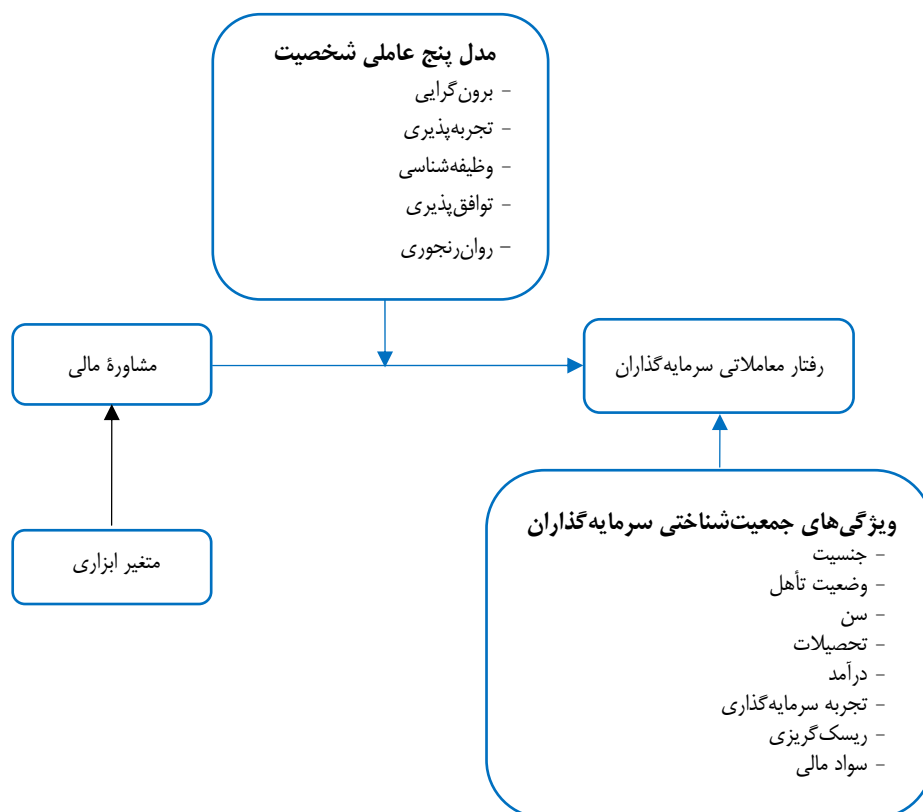 مدل پنج عاملی شخصیت
- برون‌گرایی
- تجربه‌پذیری
- وظیفه‌شناسی
- توافق‌پذیری
- روان‌رنجوری
رفتار معاملاتی سرمایه‌گذاران
مشاورهٔ مالی
متغیر ابزاری
ویژگی‌های جمعیت‌شناختی سرمایه‌گذاران
- جنسیت
- وضعیت تأهل
- سن
- تحصیلات
- درآمد
- تجربه سرمایه‌گذاری
- ریسک‌گریزی
- سواد مالی